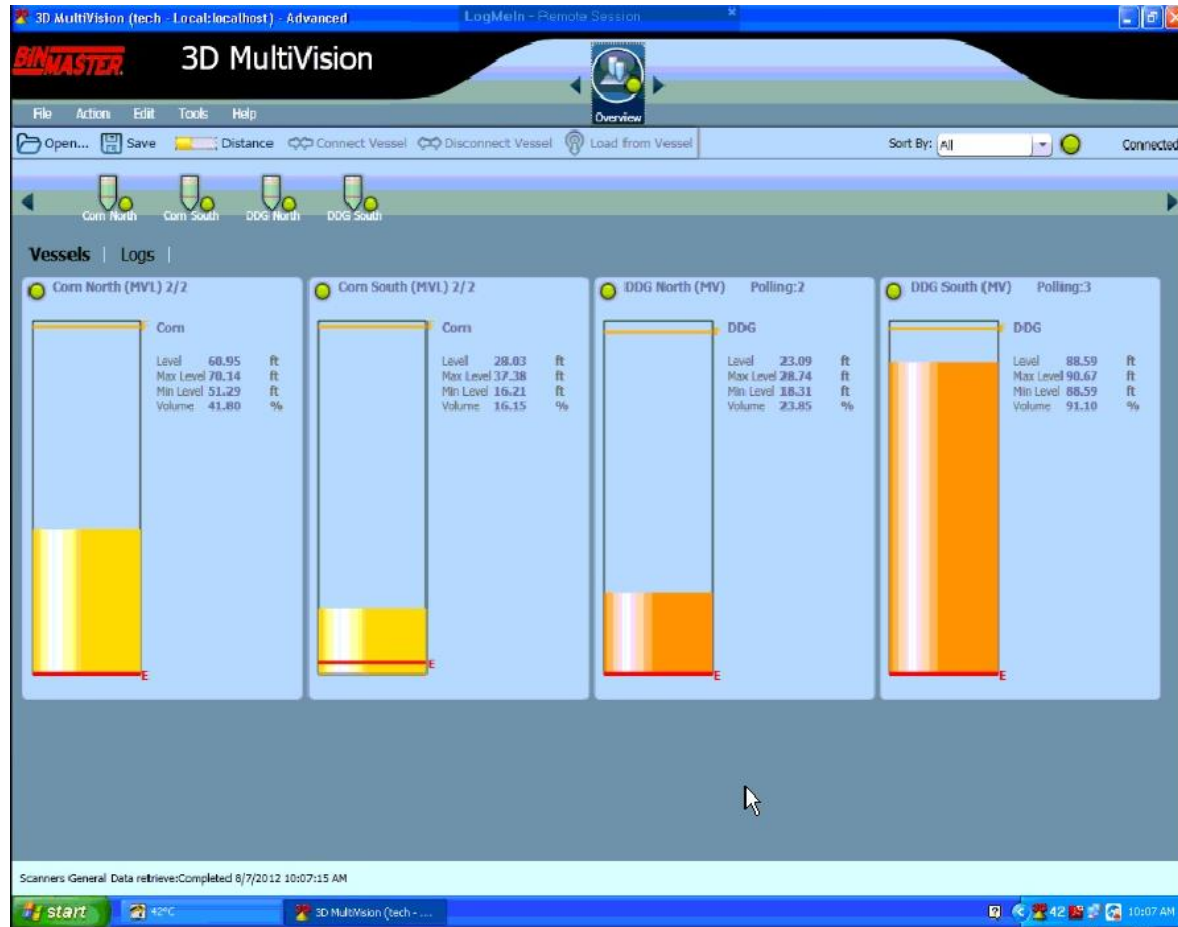 3D MultiVision (tech - Local:localhost) - Advanced
LogMeIn - Remote Session
BINMASTER.
3D MultiVision
Overview
File Action Edit Tools Help
Open... Save Distance Connect Vessel Disconnect Vessel Load from Vessel Sort By: All Connected
Corn North Corn South DDG North DDG South
Vessels | Logs |
Corn North (MVL) 2/2
F Corn
Level 60.95 ft
Max Level 70.14 ft
Min Level 51.29 ft
Volume 41.80 %
E
Corn South (MVL) 2/2
F Corn
Level 28.03 ft
Max Level 37.38 ft
Min Level 16.21 ft
Volume 16.15 %
E
DDG North (MV) Polling:2
F DDG
Level 23.09 ft
Max Level 28.74 ft
Min Level 18.31 ft
Volume 23.85 %
E
DDG South (MV) Polling:3
F DDG
Level 88.59 ft
Max Level 90.67 ft
Min Level 88.59 ft
Volume 91.10 %
E
Scanners General Data retrieve:Completed 8/7/2012 10:07:15 AM
start 42°C 3D MultiVision (tech - ... 42 10:07 AM